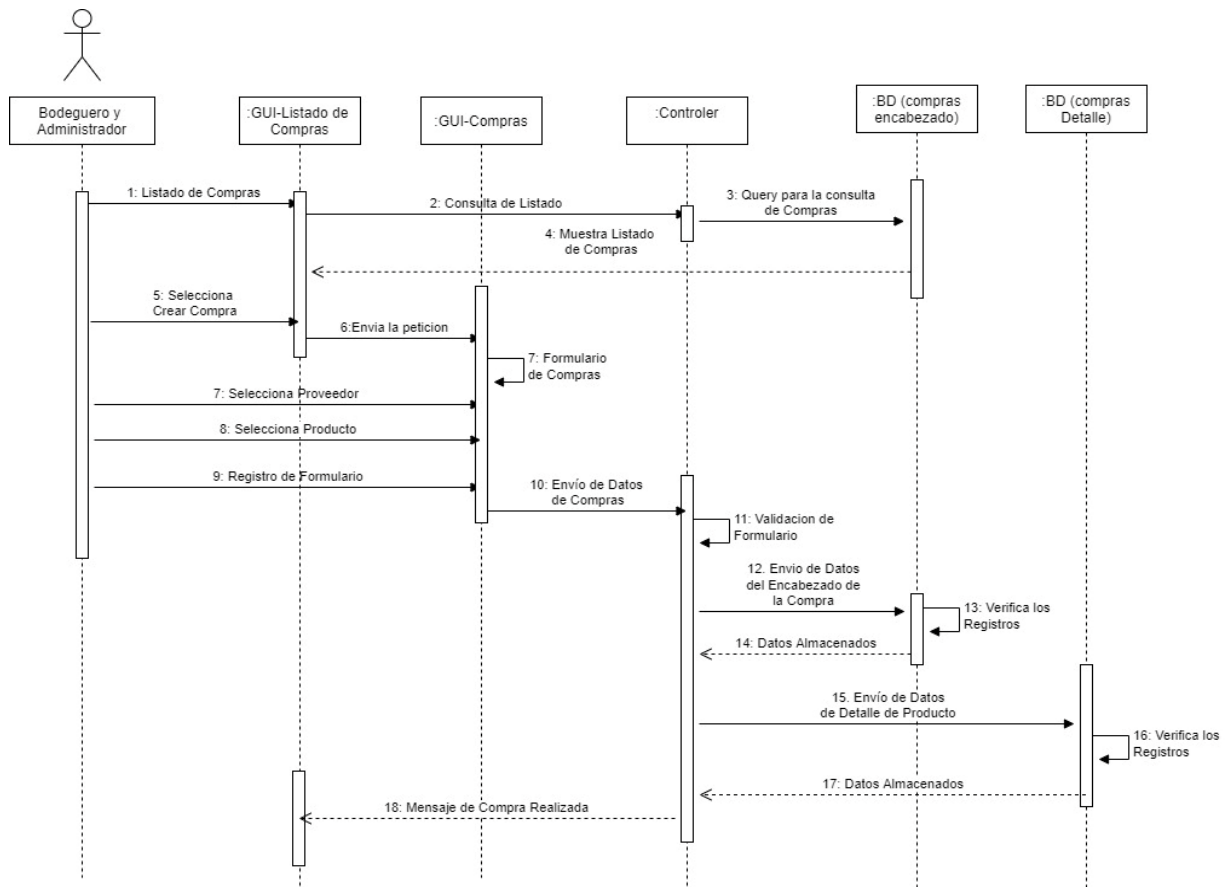 Bodeguero y
Administrador
:GUI-Listado de
Compras
:GUI-Compras
:Controler
:BD (compras
encabezado)
:BD (compras
Detalle)
1: Listado de Compras
2: Consulta de Listado
3: Query para la consulta
de Compras
4: Muestra Listado
de Compras
5: Selecciona
Crear Compra
6:Envia la peticion
7: Formulario
de Compras
7: Selecciona Proveedor
8: Selecciona Producto
9: Registro de Formulario
10: Envío de Datos
de Compras
11: Validacion de
Formulario
12. Envio de Datos
del Encabezado de
la Compra
13: Verifica los
Registros
14: Datos Almacenados
15. Envío de Datos
de Detalle de Producto
16: Verifica los
Registros
17: Datos Almacenados
18: Mensaje de Compra Realizada